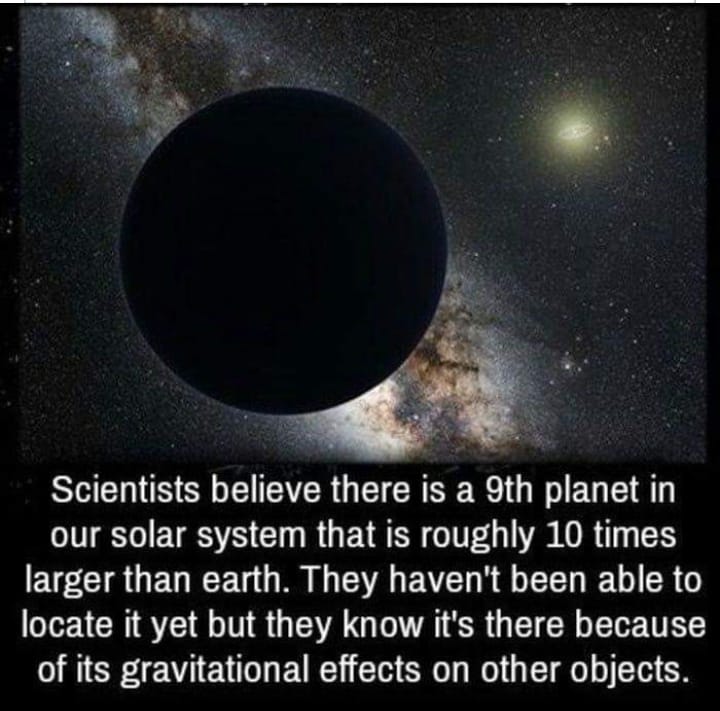 Scientists believe there is a 9th planet in
our solar system that is roughly 10 times
larger than earth. They haven't been able to
locate it yet but they know it's there because
of its gravitational effects on other objects.